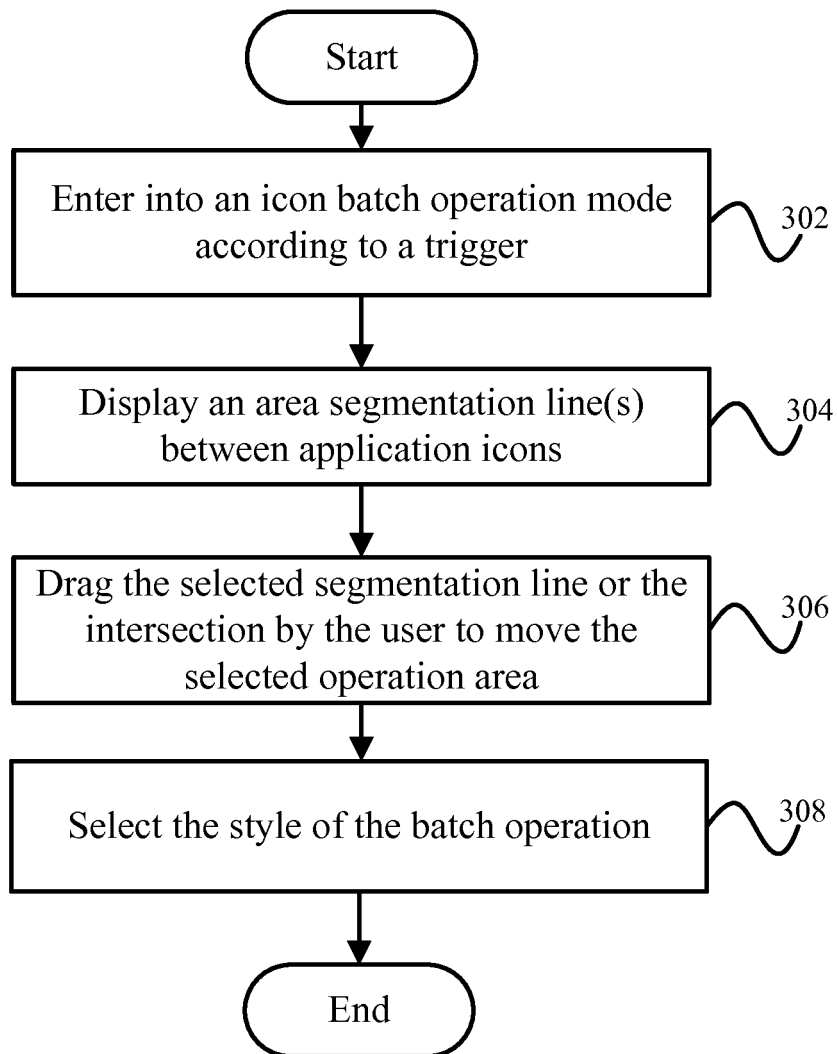 Start
Enter into an icon batch operation mode
according to a trigger
302
Display an area segmentation line(s)
between application icons
304
Drag the selected segmentation line or the
intersection by the user to move the
selected operation area
306
Select the style of the batch operation
308
End